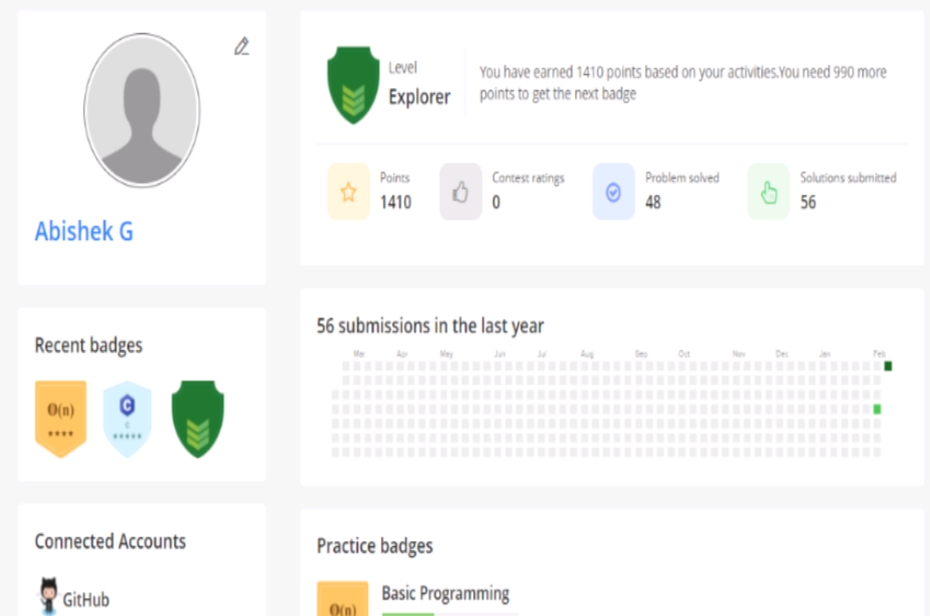 Abishek G
Level
Explorer
You have earned 1410 points based on your activities.You need 990 more
points to get the next badge
Points
1410
Contest ratings
0
Problem solved
48
Solutions submitted
56
Recent badges
O(n)
C
56 submissions in the last year
Mar Apr May Jun Jul Aug Sep Oct Nov Dec Jan Feb
Connected Accounts
GitHub
Practice badges
O(n)
Basic Programming